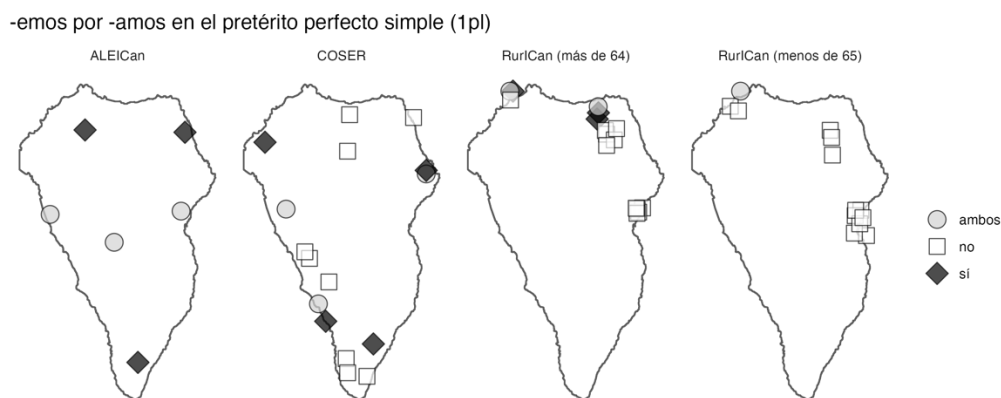 -emos por -amos en el pretérito perfecto simple (1pl)
ALEICan
COSER
RurICan (más de 64)
RurICan (menos de 65)
ambos
no
sí